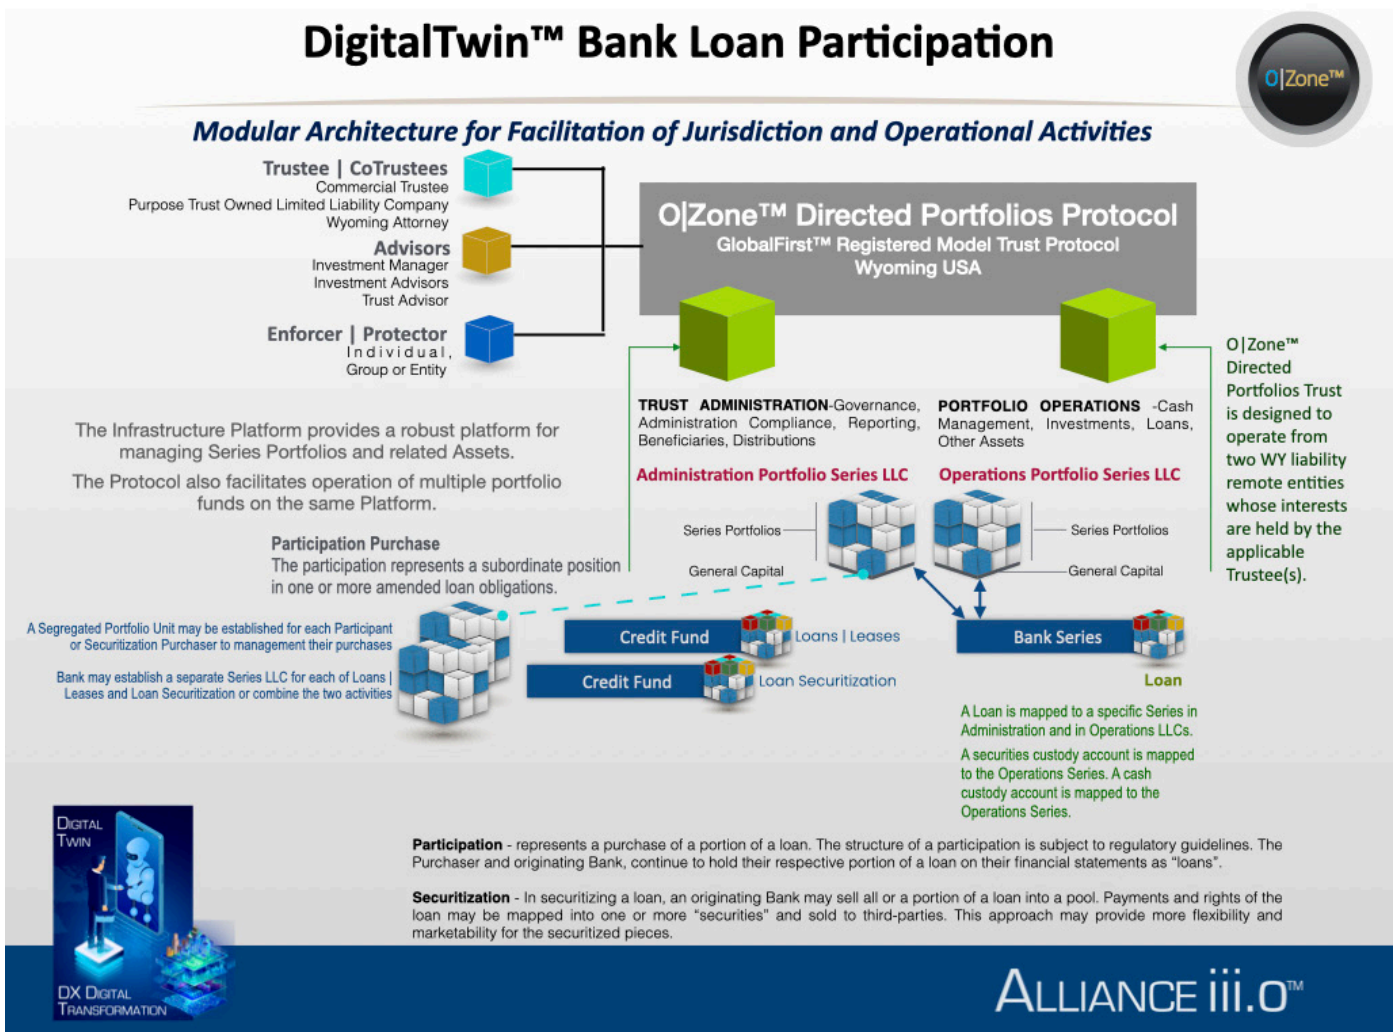 DigitalTwin™ Bank Loan Participation
O|Zone™
Modular Architecture for Facilitation of Jurisdiction and Operational Activities
Trustee | CoTrustees
Commercial Trustee
Purpose Trust Owned Limited Liability Company
Wyoming Attorney
Advisors
Investment Manager
Investment Advisors
Trust Advisor
Enforcer | Protector
Individual,
Group or Entity
O|Zone™ Directed Portfolios Protocol
GlobalFirst™ Registered Model Trust Protocol
Wyoming USA
O|Zone™
Directed
Portfolios Trust
is designed to
operate from
two WY liability
remote entities
whose interests
are held by the
applicable
Trustee(s).
TRUST ADMINISTRATION-Governance,
Administration Compliance, Reporting,
Beneficiaries, Distributions
PORTFOLIO OPERATIONS -Cash
Management, Investments, Loans,
Other Assets
The Infrastructure Platform provides a robust platform for
managing Series Portfolios and related Assets.
The Protocol also facilitates operation of multiple portfolio
funds on the same Platform.
Administration Portfolio Series LLC
Operations Portfolio Series LLC
Series Portfolios
General Capital
Series Portfolios
General Capital
Participation Purchase
The participation represents a subordinate position
in one or more amended loan obligations.
A Segregated Portfolio Unit may be established for each Participant
or Securitization Purchaser to management their purchases
Bank may establish a separate Series LLC for each of Loans |
Leases and Loan Securitization or combine the two activities
Credit Fund
Loans | Leases
Credit Fund
Loan Securitization
Bank Series
Loan
A Loan is mapped to a specific Series in
Administration and in Operations LLCs.
A securities custody account is mapped
to the Operations Series. A cash
custody account is mapped to the
Operations Series.
DIGITAL
TWIN
DX DIGITAL
TRANSFORMATION
Participation - represents a purchase of a portion of a loan. The structure of a participation is subject to regulatory guidelines. The
Purchaser and originating Bank, continue to hold their respective portion of a loan on their financial statements as “loans”.
Securitization - In securitizing a loan, an originating Bank may sell all or a portion of a loan into a pool. Payments and rights of the
loan may be mapped into one or more “securities” and sold to third-parties. This approach may provide more flexibility and
marketability for the securitized pieces.
ALLIANCE iii.o™